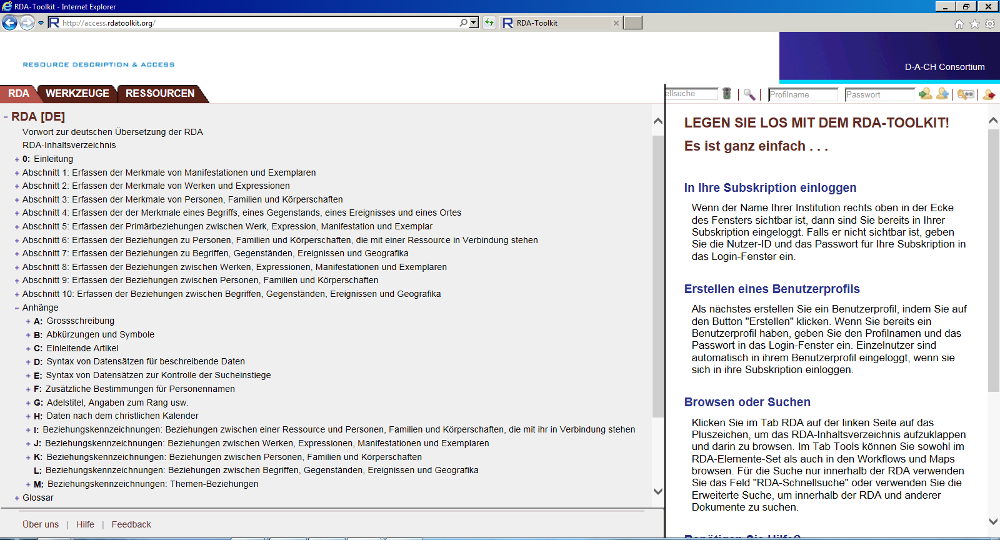 RDA-Toolkit - Internet Explorer
http://access.rdatoolkit.org/
RDA-Toolkit
RESOURCE DESCRIPTION & ACCESS
D-A-CH Consortium
RDA
WERKZEUGE
RESSOURCEN
ellsuche
Profilname
Passwort
RDA [DE]
Vorwort zur deutschen Übersetzung der RDA
RDA-Inhaltsverzeichnis
0: Einleitung
Abschnitt 1: Erfassen der Merkmale von Manifestationen und Exemplaren
Abschnitt 2: Erfassen der Merkmale von Werken und Expressionen
Abschnitt 3: Erfassen der Merkmale von Personen, Familien und Körperschaften
Abschnitt 4: Erfassen der der Merkmale eines Begriffs, eines Gegenstands, eines Ereignisses und eines Ortes
Abschnitt 5: Erfassen der Primärbeziehungen zwischen Werk, Expression, Manifestation und Exemplar
Abschnitt 6: Erfassen der Beziehungen zu Personen, Familien und Körperschaften, die mit einer Ressource in Verbindung stehen
Abschnitt 7: Erfassen der Beziehungen zu Begriffen, Gegenständen, Ereignissen und Geografika
Abschnitt 8: Erfassen der Beziehungen zwischen Werken, Expressionen, Manifestationen und Exemplaren
Abschnitt 9: Erfassen der Beziehungen zwischen Personen, Familien und Körperschaften
Abschnitt 10: Erfassen der Beziehungen zwischen Begriffen, Gegenständen, Ereignissen und Geografika
Anhänge
A: Grossschreibung
B: Abkürzungen und Symbole
C: Einleitende Artikel
D: Syntax von Datensätzen für beschreibende Daten
E: Syntax von Datensätzen zur Kontrolle der Sucheinstiege
F: Zusätzliche Bestimmungen für Personennamen
G: Adelstitel, Angaben zum Rang usw.
H: Daten nach dem christlichen Kalender
I: Beziehungskennzeichnungen: Beziehungen zwischen einer Ressource und Personen, Familien und Körperschaften, die mit ihr in Verbindung stehen
J: Beziehungskennzeichnungen: Beziehungen zwischen Werken, Expressionen, Manifestationen und Exemplaren
K: Beziehungskennzeichnungen: Beziehungen zwischen Personen, Familien und Körperschaften
L: Beziehungskennzeichnungen: Beziehungen zwischen Begriffen, Gegenständen, Ereignissen und Geografika
M: Beziehungskennzeichnungen: Themen-Beziehungen
Glossar
Über uns | Hilfe | Feedback
LEGEN SIE LOS MIT DEM RDA-TOOLKIT!
Es ist ganz einfach . . .
In Ihre Subskription einloggen
Wenn der Name Ihrer Institution rechts oben in der Ecke
des Fensters sichtbar ist, dann sind Sie bereits in Ihrer
Subskription eingeloggt. Falls er nicht sichtbar ist, geben
Sie die Nutzer-ID und das Passwort für Ihre Subskription in
das Login-Fenster ein.
Erstellen eines Benutzerprofils
Als nächstes erstellen Sie ein Benutzerprofil, indem Sie auf
den Button "Erstellen" klicken. Wenn Sie bereits ein
Benutzerprofil haben, geben Sie den Profilnamen und das
Passwort in das Login-Fenster ein. Einzelnutzer sind
automatisch in ihrem Benutzerprofil eingeloggt, wenn sie
sich in ihre Subskription einloggen.
Browsen oder Suchen
Klicken Sie im Tab RDA auf der linken Seite auf das
Pluszeichen, um das RDA-Inhaltsverzeichnis aufzuklappen
und darin zu browsen. Im Tab Tools können Sie sowohl im
RDA-Elemente-Set als auch in den Workflows und Maps
browsen. Für die Suche nur innerhalb der RDA verwenden
Sie das Feld "RDA-Schnellsuche" oder verwenden Sie die
Erweiterte Suche, um innerhalb der RDA und anderer
Dokumente zu suchen.
Benötigen Sie Hilfe?